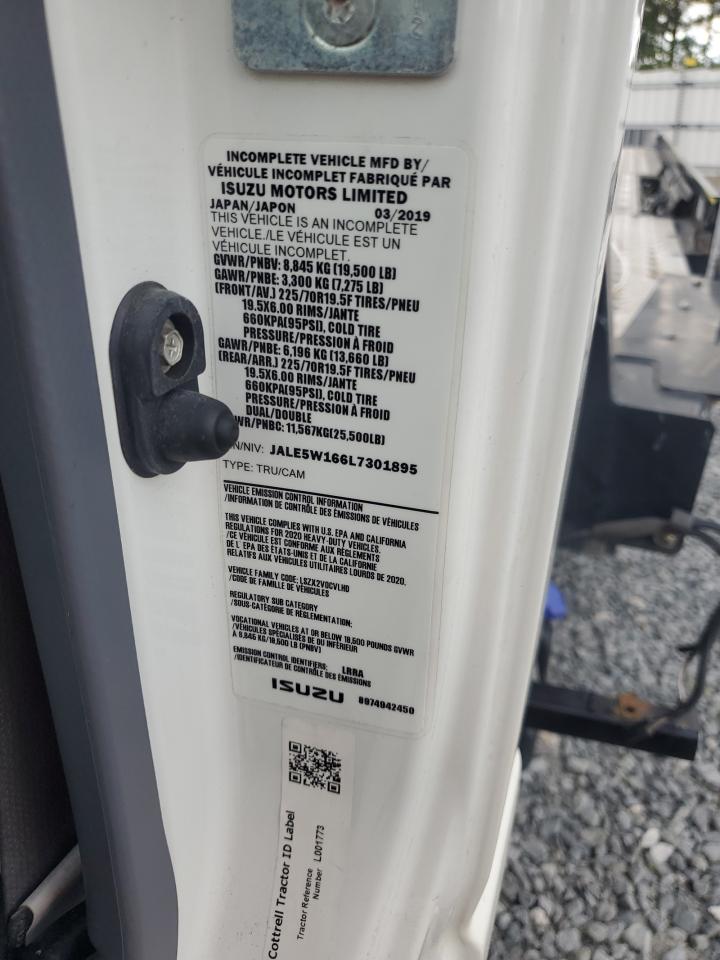 INCOMPLETE VEHICLE MFD BY/
VÉHICULE INCOMPLET FABRIQUÉ PAR
ISUZU MOTORS LIMITED
JAPAN/JAPON 03/2019
THIS VEHICLE IS AN INCOMPLETE
VEHICLE./LE VÉHICULE EST UN
VÉHICULE INCOMPLET.
GVWR/PNBV: 8,845 KG (19,500 LB)
GAWR/PNBE: 3,300 KG (7,275 LB)
(FRONT/AV.) 225/70R19.5F TIRES/PNEU
19.5X6.00 RIMS/JANTE
660KPA(95PSI), COLD TIRE
PRESSURE/PRESSION À FROID
GAWR/PNBE: 6,196 KG (13,660 LB)
(REAR/ARR.) 225/70R19.5F TIRES/PNEU
19.5X6.00 RIMS/JANTE
660KPA(95PSI), COLD TIRE
PRESSURE/PRESSION À FROID
DUAL/DOUBLE
WR/PNBC: 11,567KG(25,500LB)
N/NIV: JALE5W166L7301895
TYPE: TRU/CAM
VEHICLE EMISSION CONTROL INFORMATION
/INFORMATION DE CONTRÔLE DES ÉMISSIONS DE VÉHICULES
THIS VEHICLE COMPLIES WITH U.S. EPA AND CALIFORNIA
REGULATIONS FOR 2020 HEAVY-DUTY VEHICLES.
/CE VÉHICULE EST CONFORME AUX RÈGLEMENTS
DE L' EPA DES ÉTATS-UNIS ET DE LA CALIFORNIE
RELATIFS AUX VÉHICULES UTILITAIRES LOURDS DE 2020.
VEHICLE FAMILY CODE: LSZX2VOCVLHD
/CODE DE FAMILLE DE VÉHICULES
REGULATORY SUB CATEGORY
/SOUS-CATÉGORIE DE RÉGLEMENTATION:
VOCATIONAL VEHICLES AT OR BELOW 19,500 POUNDS GVWR
/VÉHICULES SPÉCIALISÉS DE OU INFÉRIEUR
À 8,845 KG/19,500 LB (PNBV)
EMISSION CONTROL IDENTIFIERS: LRRA
/IDENTIFICATEUR DE CONTRÔLE DES ÉMISSIONS
ISUZU 8974942450
Cottrell Tractor ID Label
Tractor Reference
Number L001773